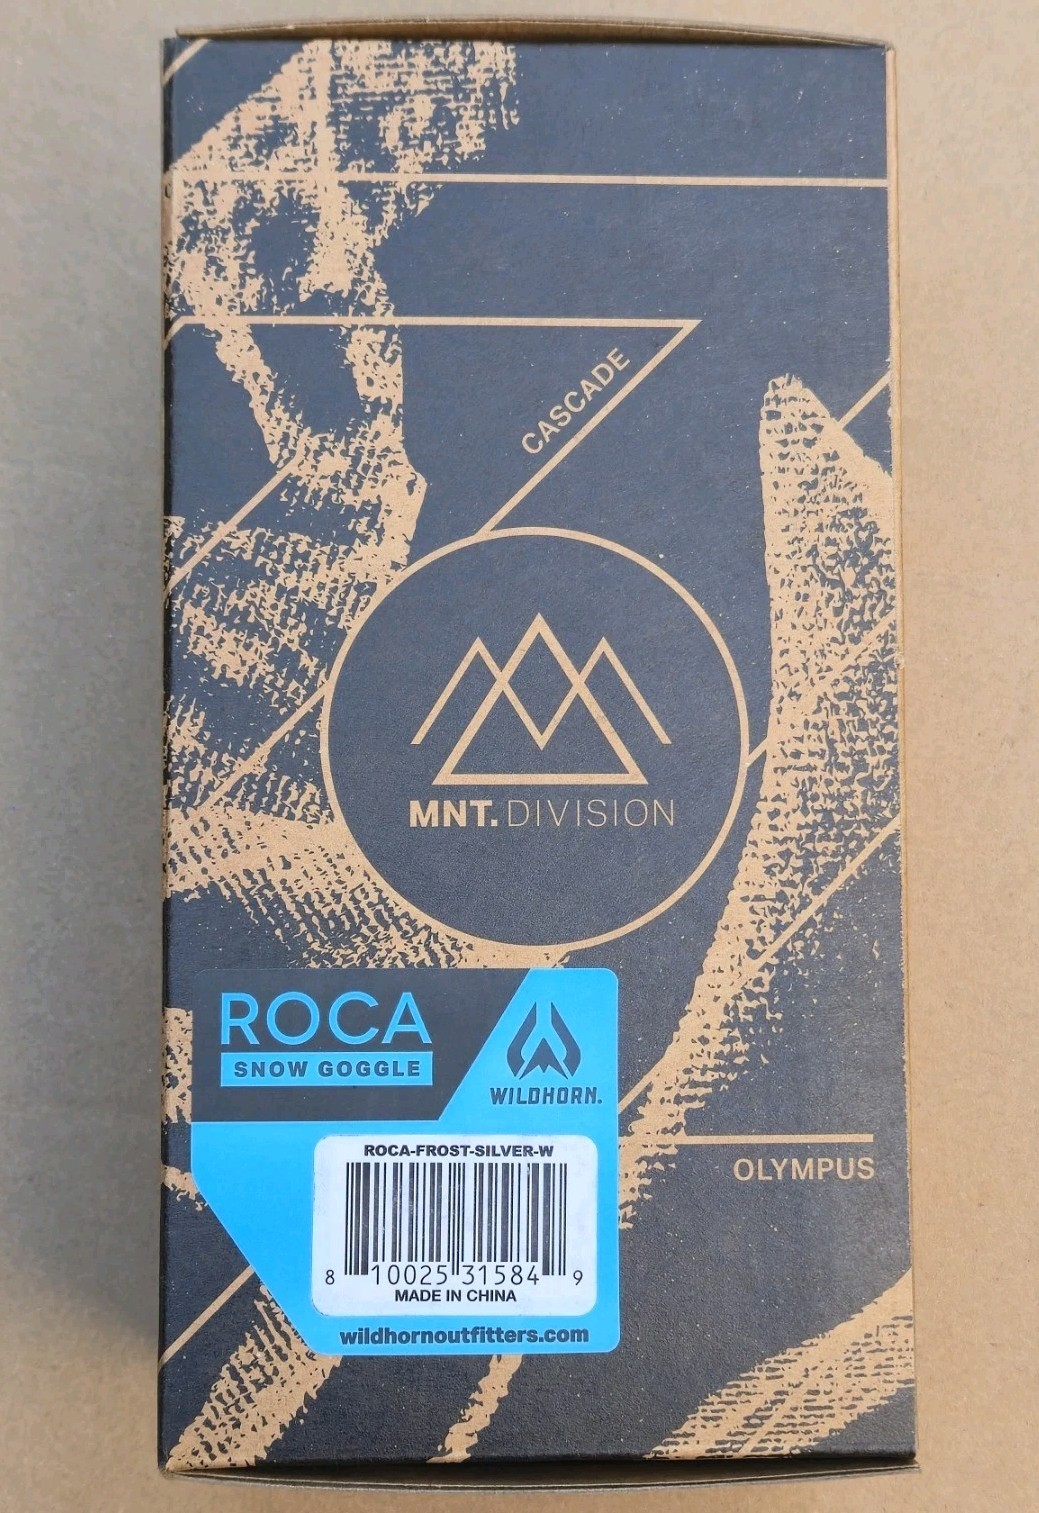 CASCADE
MNT.DIVISION
ROCA
SNOW GOGGLE
WILDHORN.
ROCA-FROST-SILVER-W
8 10025 31584 9
MADE IN CHINA
wildhornoutfitters.com
OLYMPUS